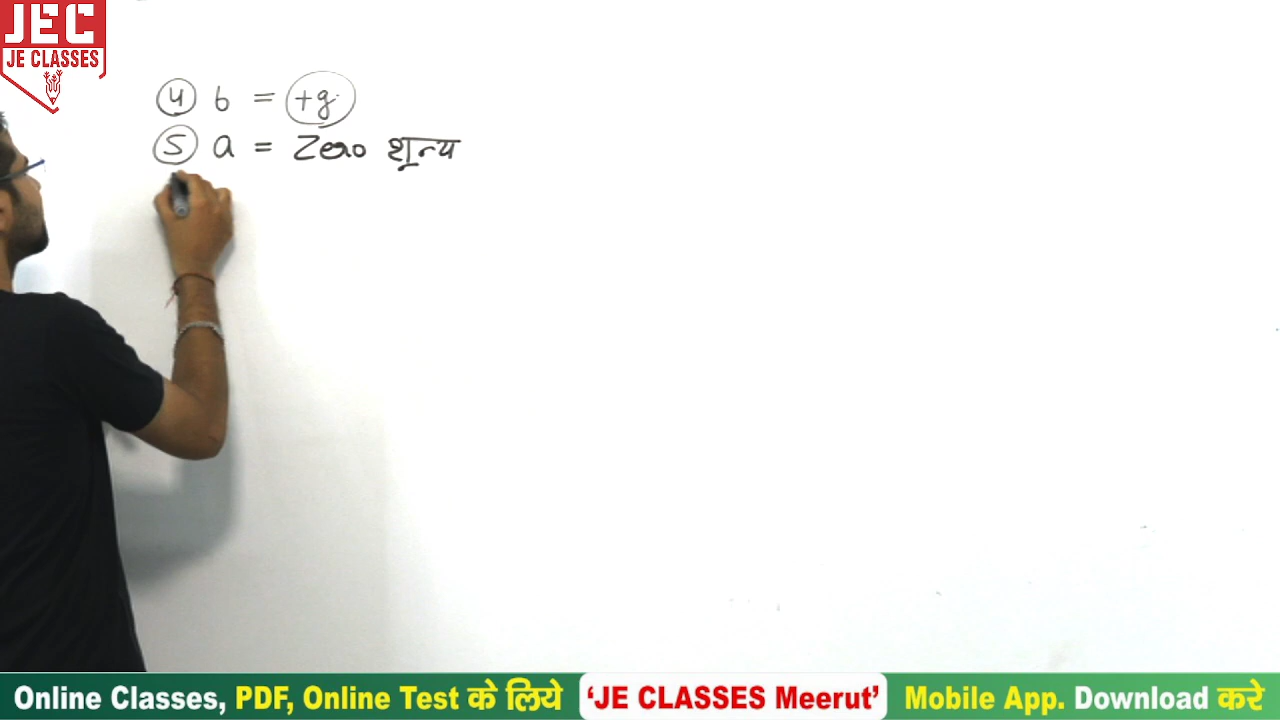 JEC
JE CLASSES
4 b = +g
5 a = Zero शून्य
Online Classes, PDF, Online Test के लिये 'JE CLASSES Meerut' Mobile App. Download करे